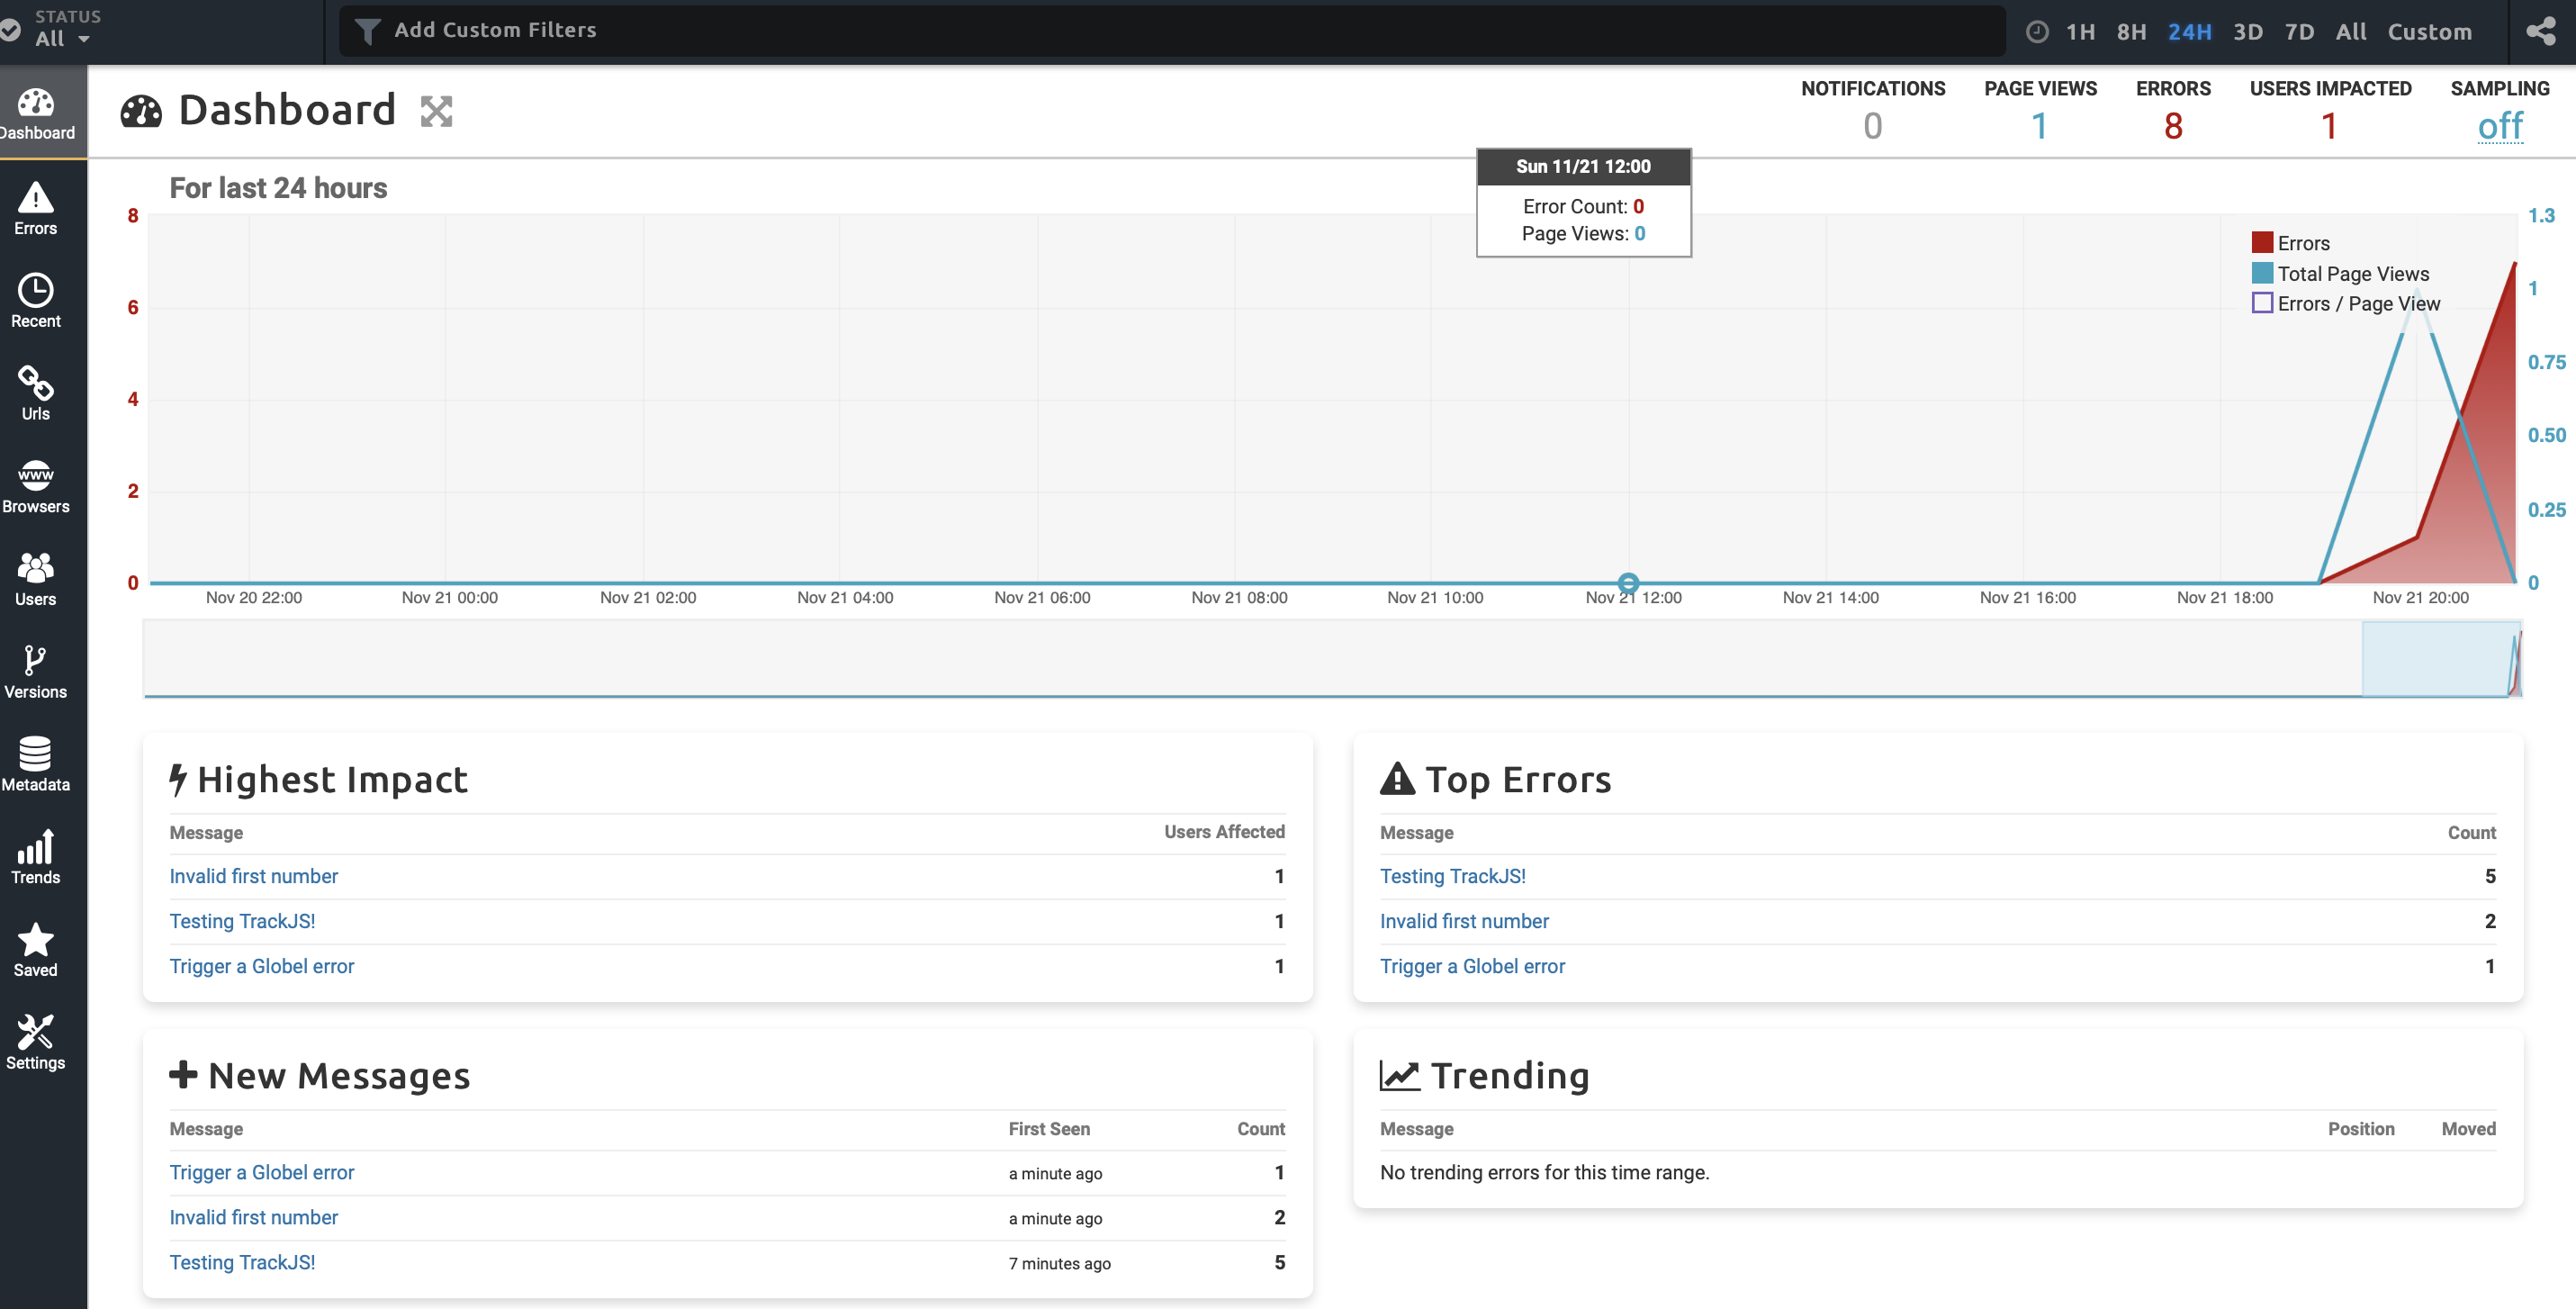 STATUS
All
Add Custom Filters
1H 8H 24H 3D 7D All Custom
Dashboard
Errors
Recent
www
Urls
Browsers
Users
Versions
Metadata
Trends
Saved
Settings
Dashboard
NOTIFICATIONS PAGE VIEWS ERRORS USERS IMPACTED SAMPLING
0 1 8 1 off
For last 24 hours
Sun 11/21 12:00
Error Count: 0
Page Views: 0
8
6
4
2
0
1.3
1
0.75
0.50
0.25
0
Errors
Total Page Views
Errors / Page View
Nov 20 22:00 Nov 21 00:00 Nov 21 02:00 Nov 21 04:00 Nov 21 06:00 Nov 21 08:00 Nov 21 10:00 Nov 21 12:00 Nov 21 14:00 Nov 21 16:00 Nov 21 18:00 Nov 21 20:00
Highest Impact
Message Users Affected
Invalid first number 1
Testing TrackJS! 1
Trigger a Globel error 1
Top Errors
Message Count
Testing TrackJS! 5
Invalid first number 2
Trigger a Globel error 1
New Messages
Message First Seen Count
Trigger a Globel error a minute ago 1
Invalid first number a minute ago 2
Testing TrackJS! 7 minutes ago 5
Trending
Message Position Moved
No trending errors for this time range.